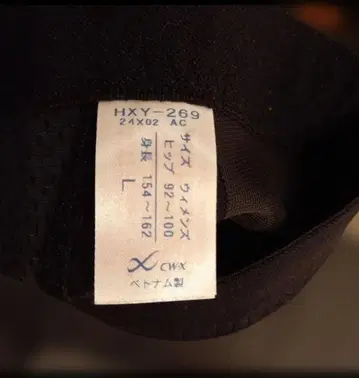 HXY-269
24X02 AC
サイズ ウィメンズ
ヒップ 92～100
身長 154～162
L
CW-X
ベトナム製